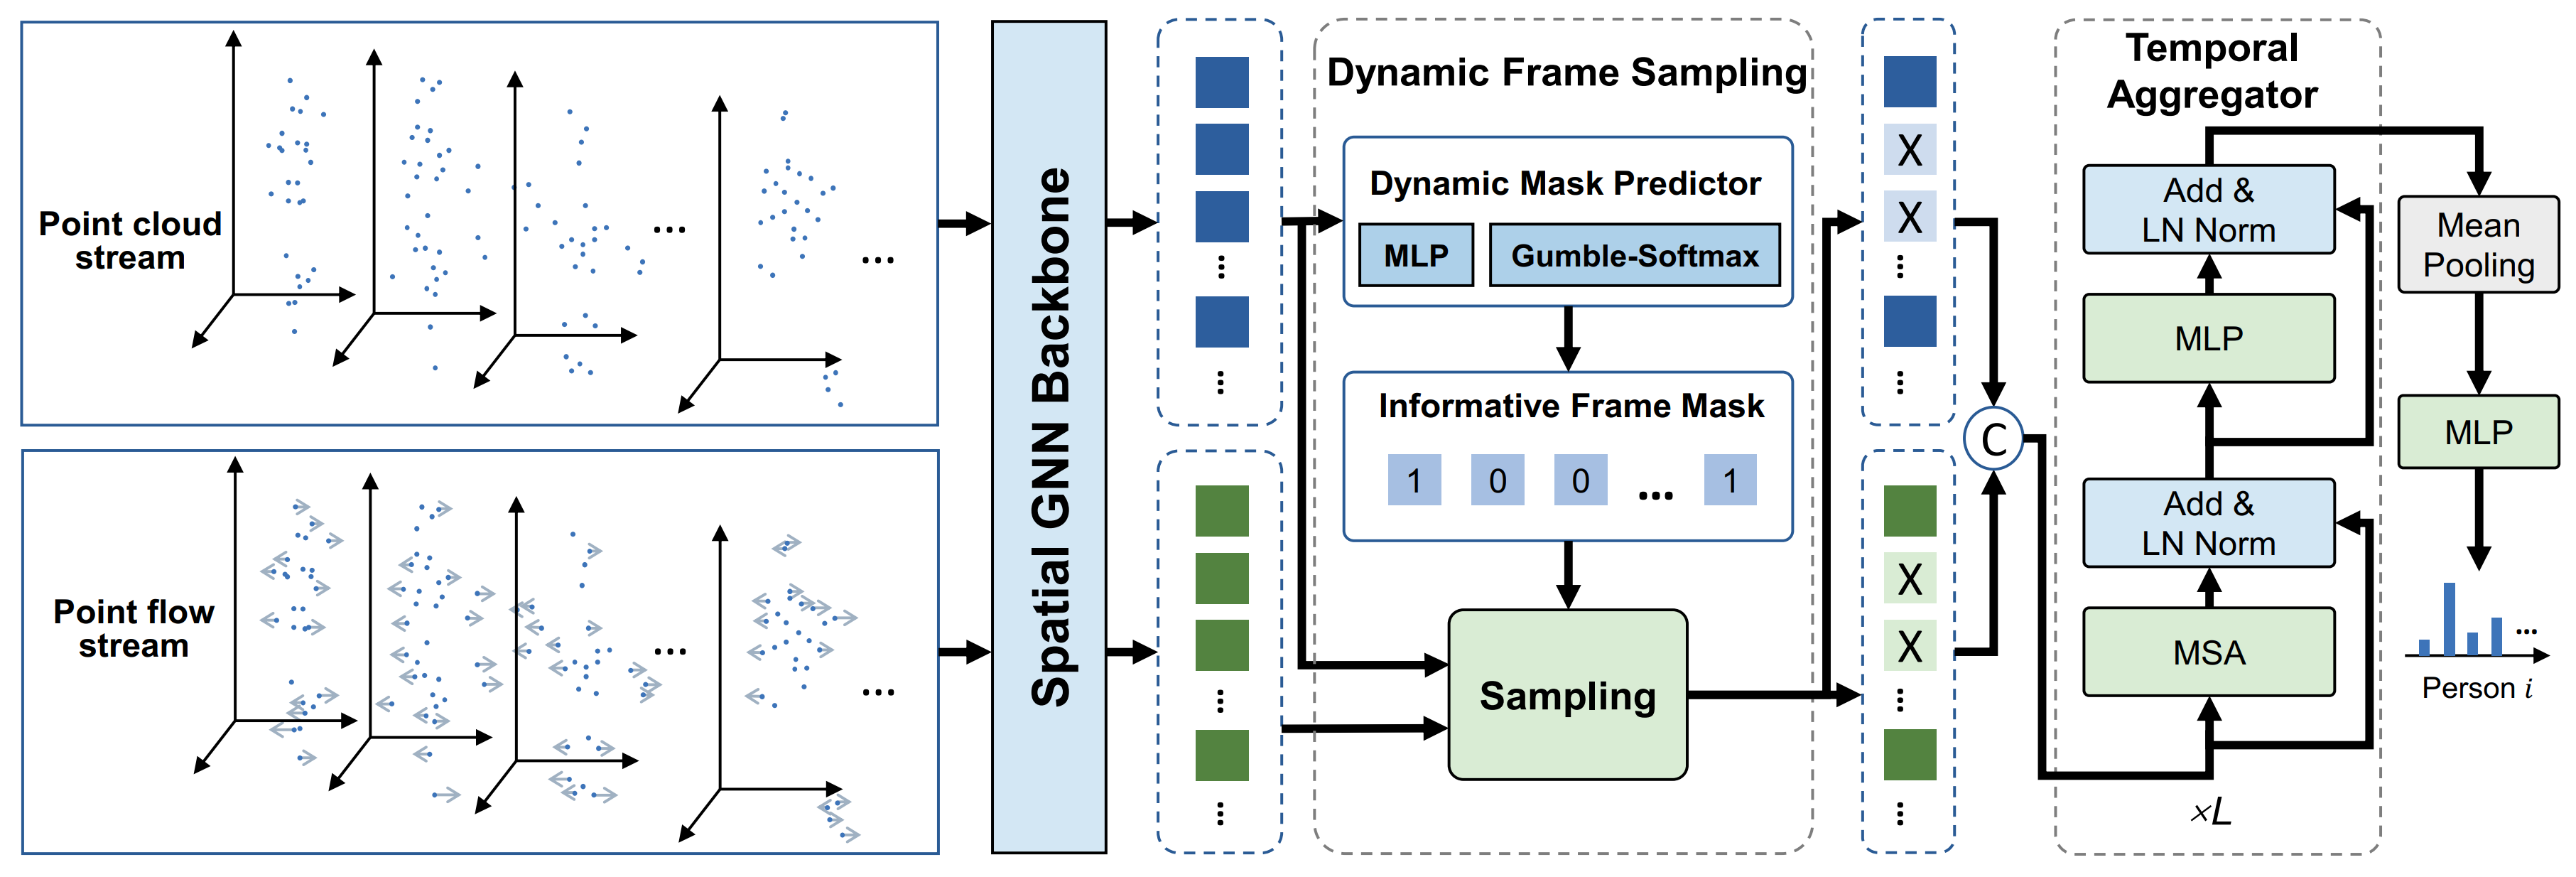 Point cloud
stream
...
...
Point flow
stream
...
...
Spatial GNN Backbone
Dynamic Frame Sampling
Dynamic Mask Predictor
MLP
Gumble-Softmax
Informative Frame Mask
1 0 0 ... 1
Sampling
X
X
X
X
C
Temporal
Aggregator
Add &
LN Norm
MLP
Add &
LN Norm
MSA
×L
Mean
Pooling
MLP
...
Person i